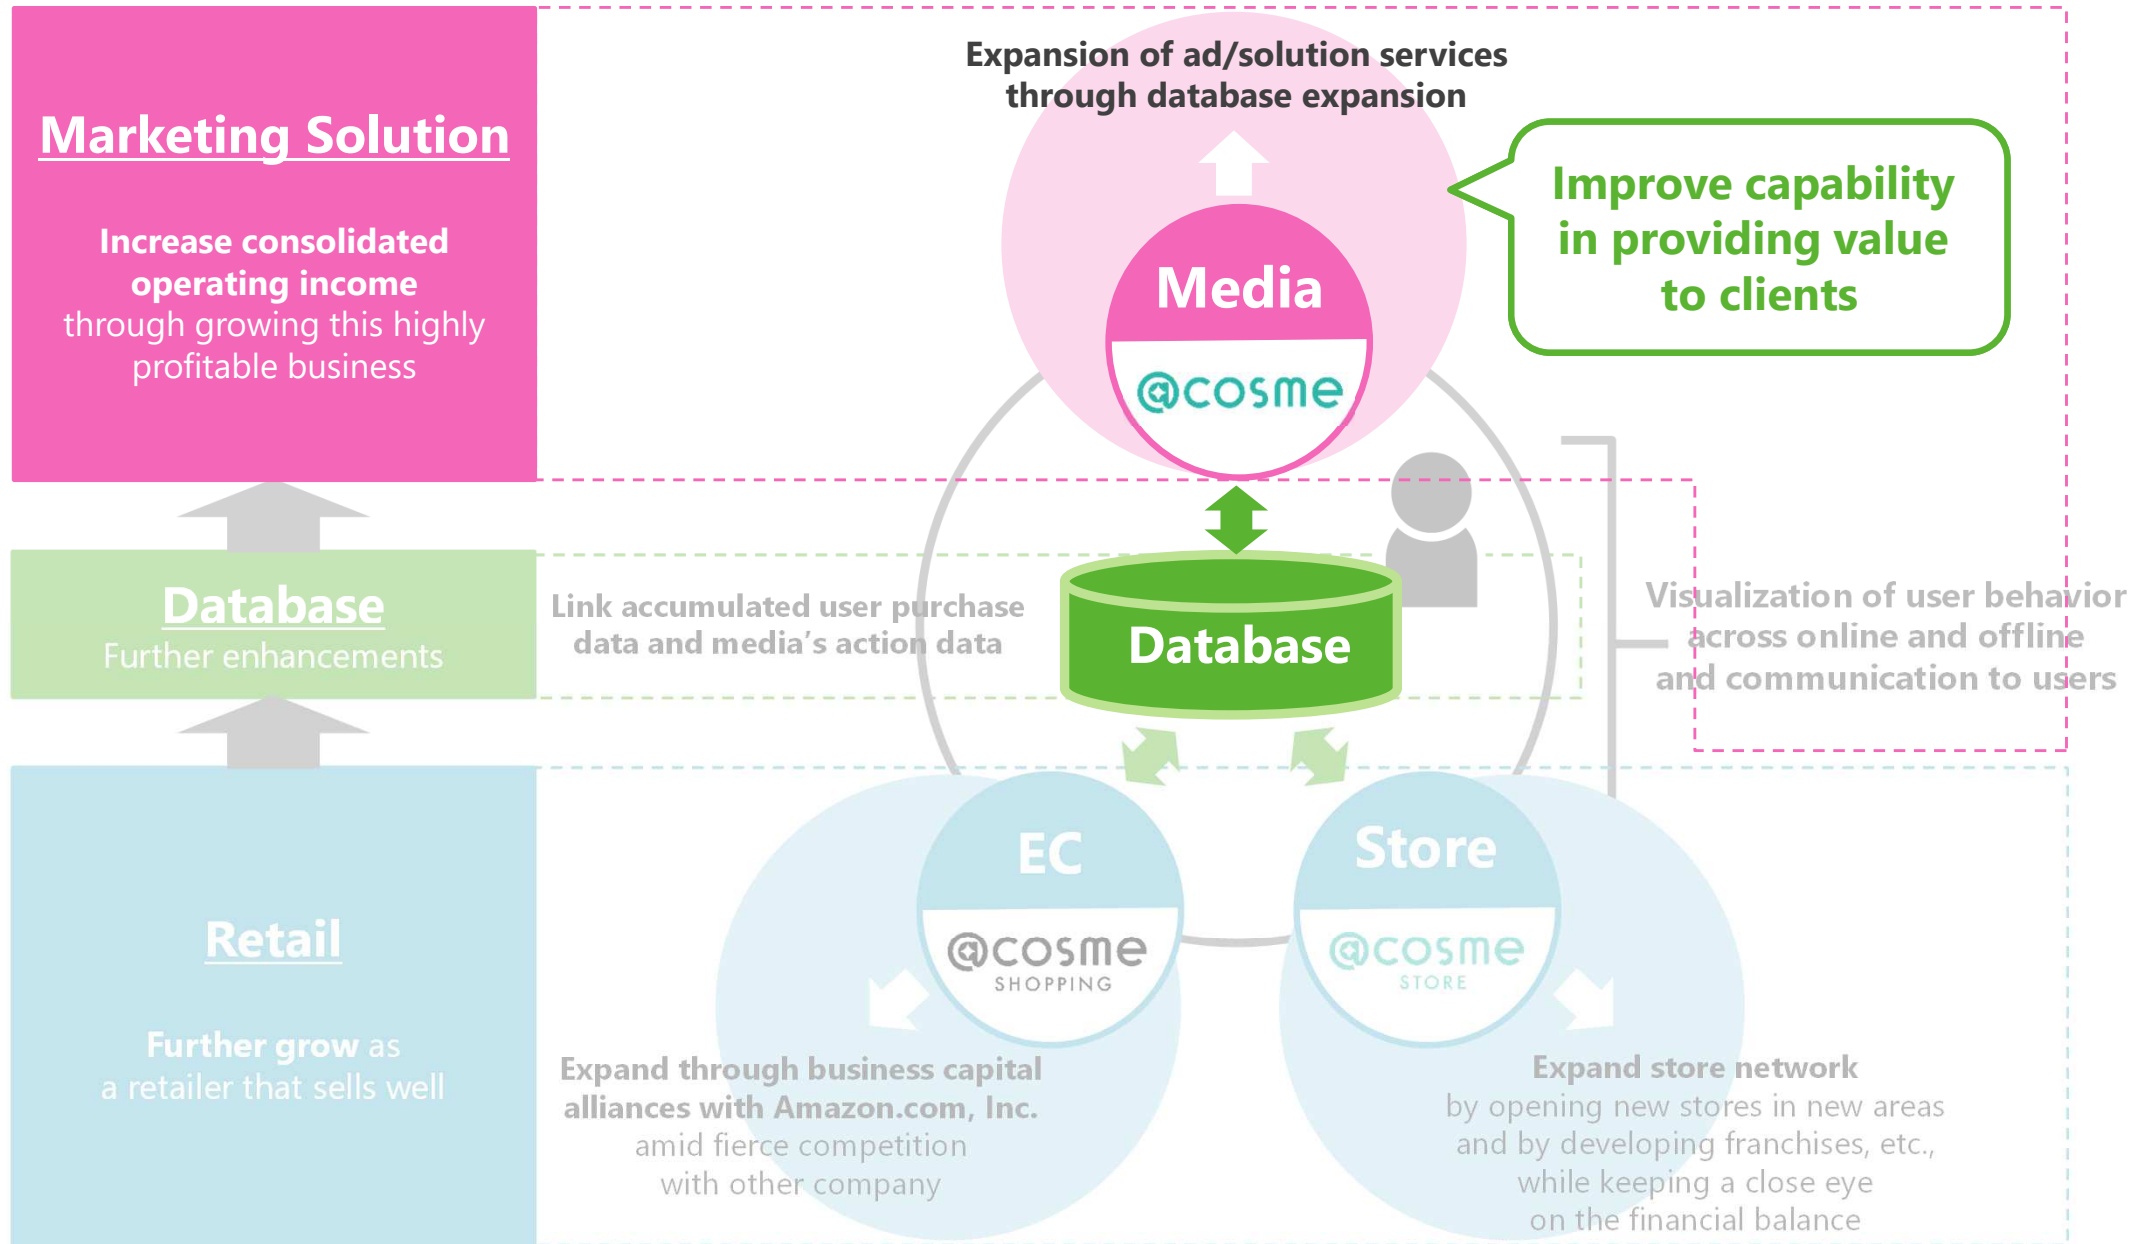 Marketing Solution
Increase consolidated
operating income
through growing this highly
profitable business
Expansion of ad/solution services
through database expansion
Improve capability
in providing value
to clients
Media
@cosme
Database
Further enhancements
Link accumulated user purchase
data and media's action data
Database
Visualization of user behavior
across online and offline
and communication to users
Retail
Further grow as
a retailer that sells well
EC
@cosme
SHOPPING
Expand through business capital
alliances with Amazon.com, Inc.
amid fierce competition
with other company
Store
@cosme
STORE
Expand store network
by opening new stores in new areas
and by developing franchises, etc.,
while keeping a close eye
on the financial balance